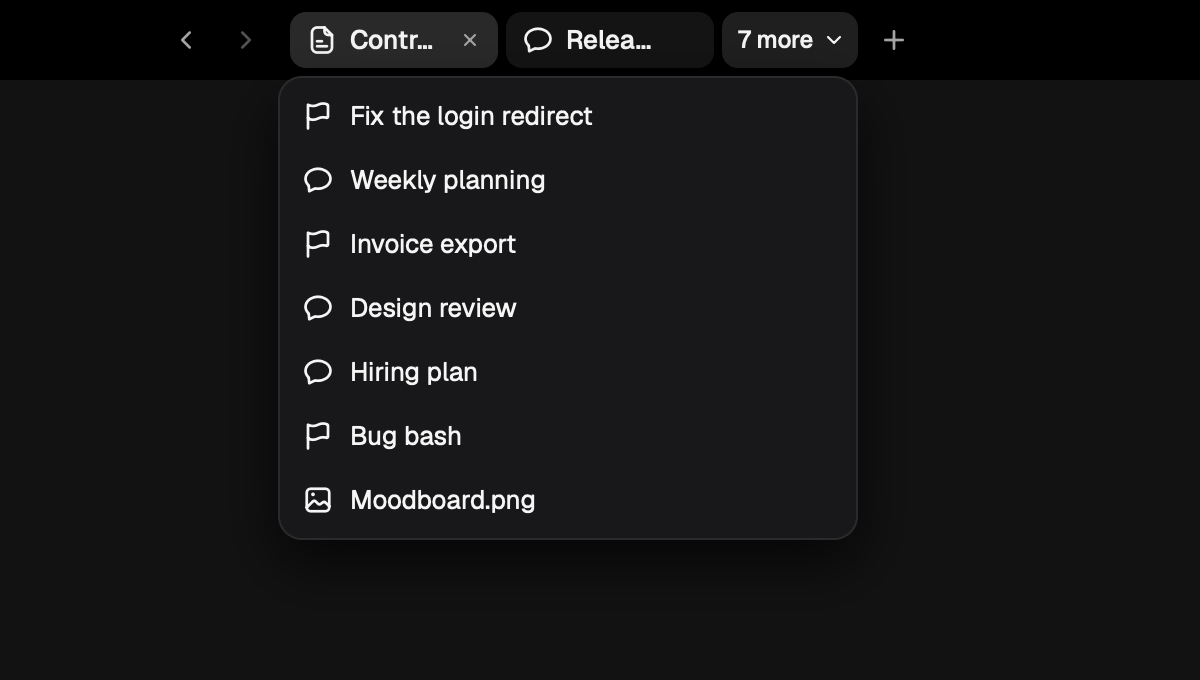 Contr...
Relea...
7 more
Fix the login redirect
Weekly planning
Invoice export
Design review
Hiring plan
Bug bash
Moodboard.png